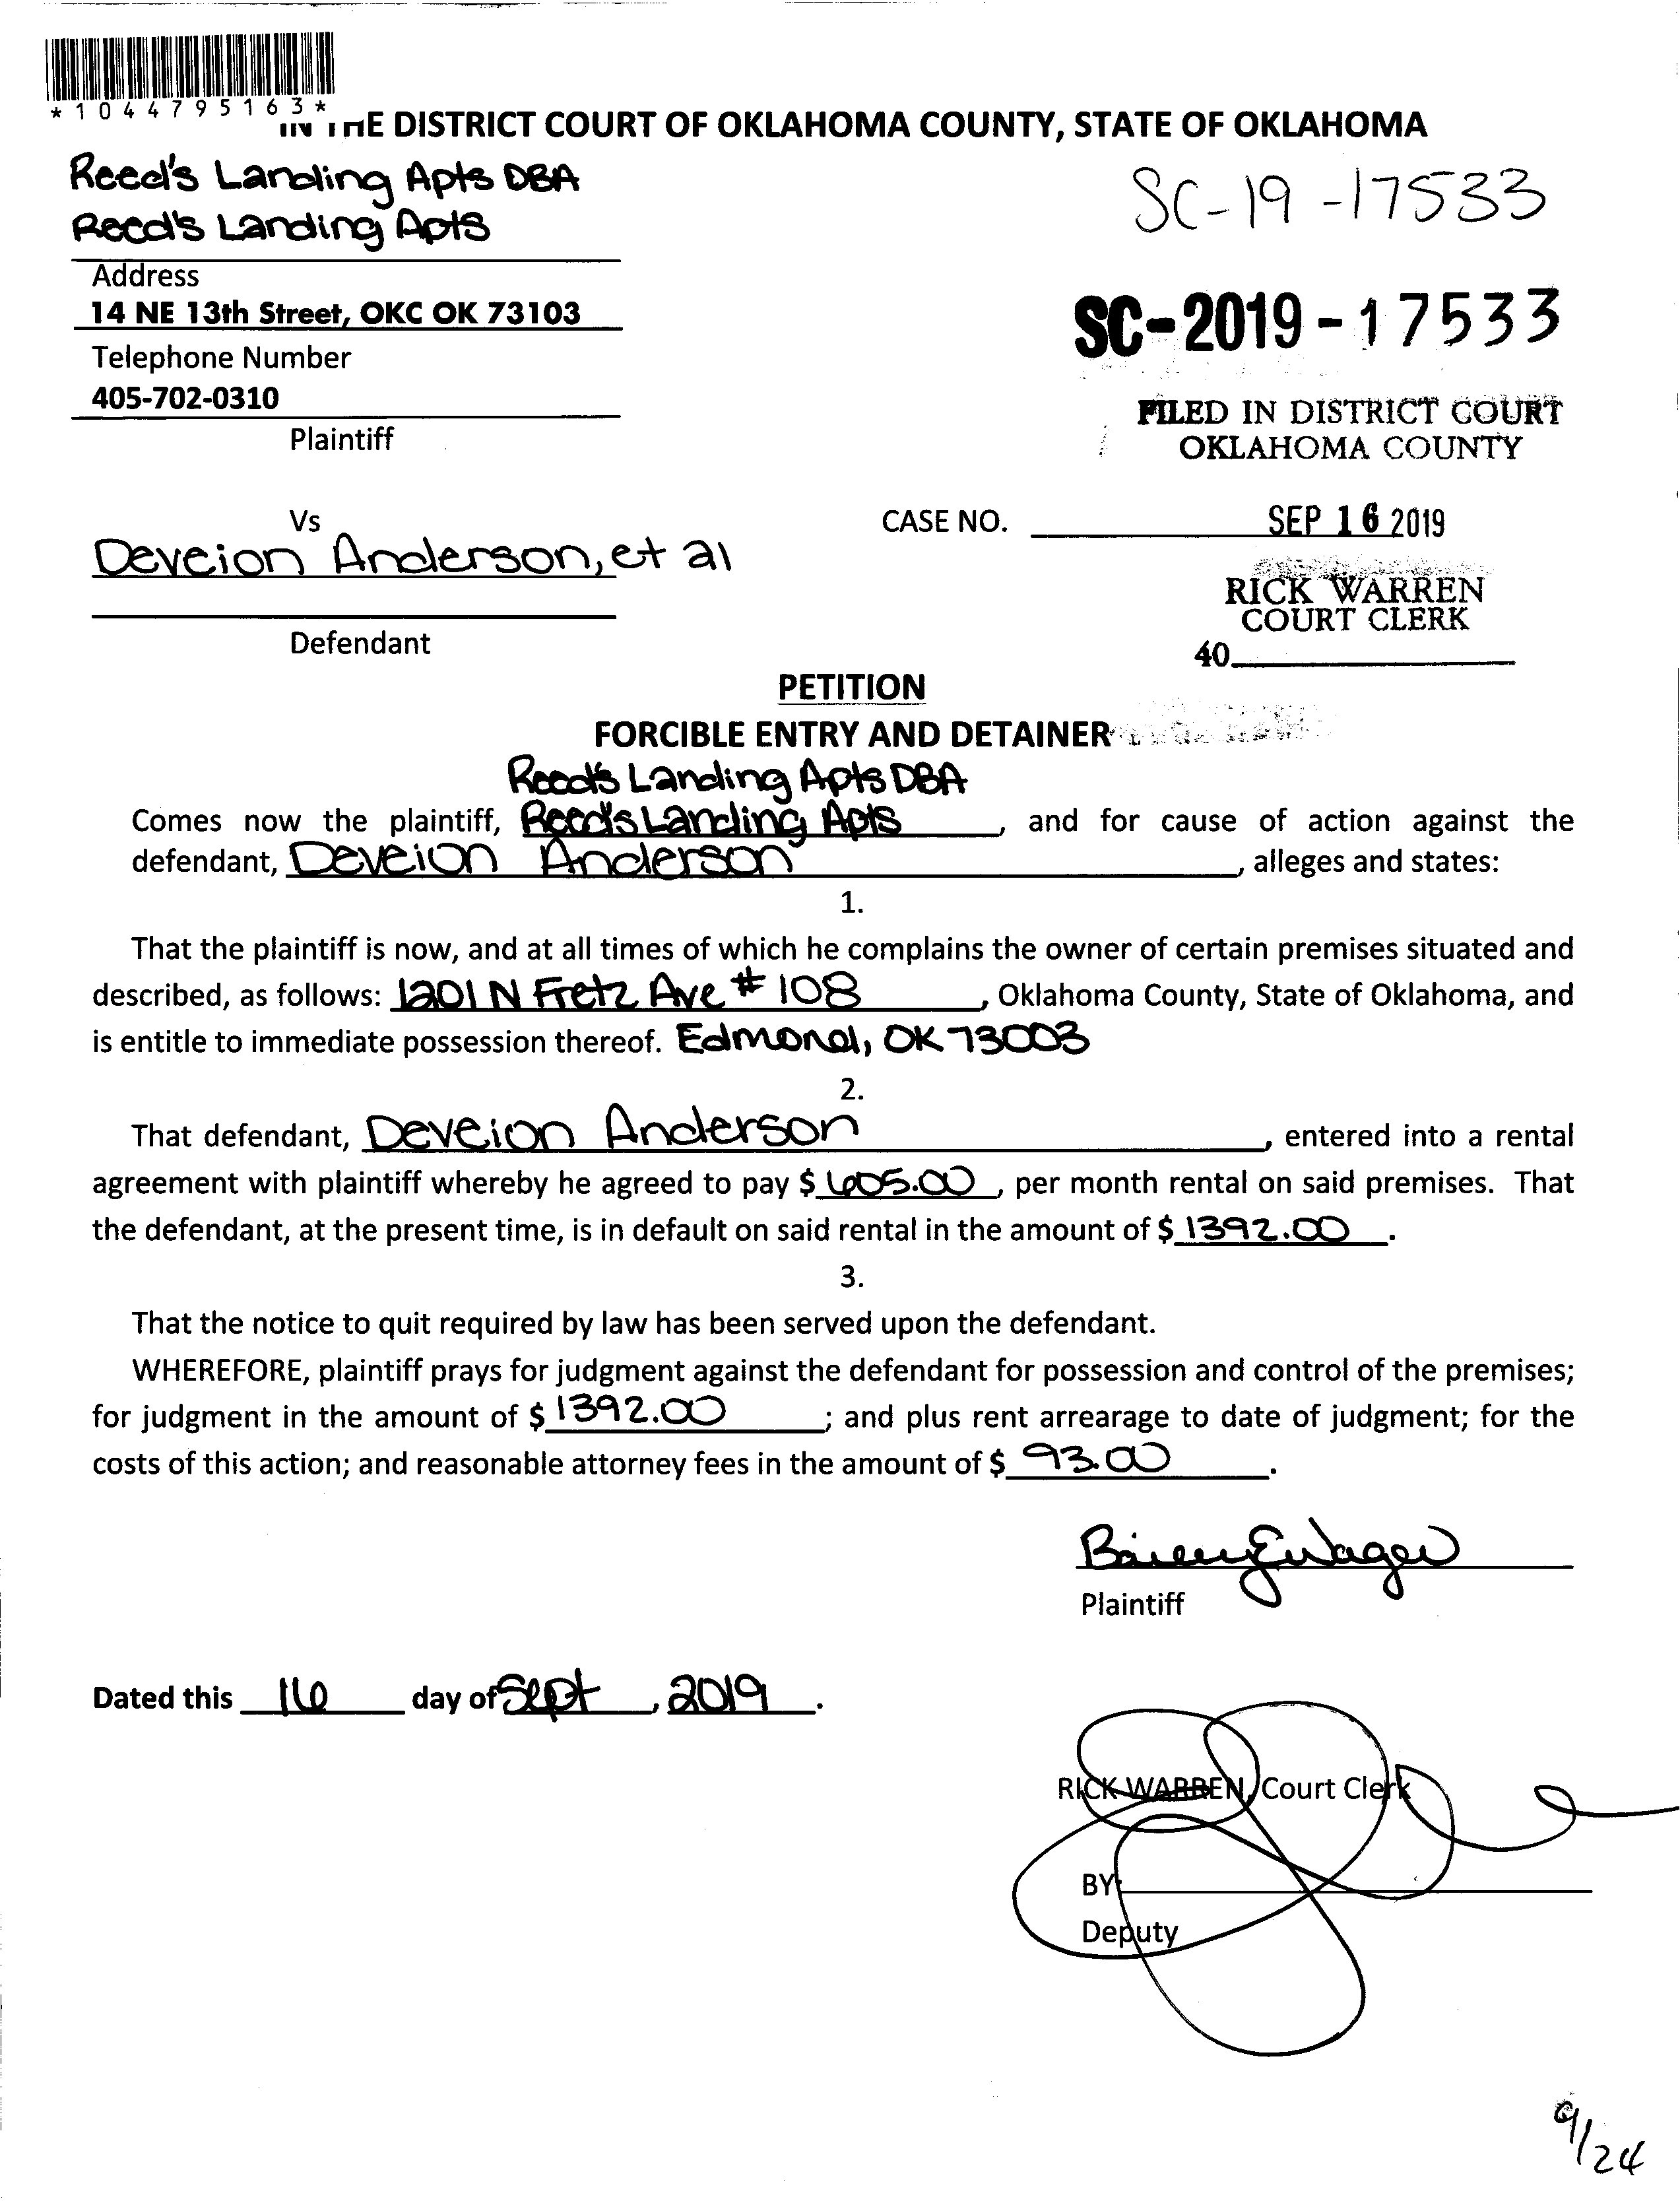 *1044795163*
IN THE DISTRICT COURT OF OKLAHOMA COUNTY, STATE OF OKLAHOMA
Reed's Landing Apts DBA
Reed's Landing Apts
SC-19-17533
Address
14 NE 13th Street, OKC OK 73103
SC-2019-17533
Telephone Number
405-702-0310
FILED IN DISTRICT COURT
OKLAHOMA COUNTY
Plaintiff
Vs
CASE NO.
SEP 16 2019
Deveion Anderson, et al
RICK WARREN
COURT CLERK
Defendant
40
PETITION
FORCIBLE ENTRY AND DETAINER
Reed's Landing Apts DBA
Comes now the plaintiff, Reed's Landing Apts, and for cause of action against the
defendant, Deveion Anderson, alleges and states:
1.
That the plaintiff is now, and at all times of which he complains the owner of certain premises situated and
described, as follows: 1201 N Fretz Ave #108, Oklahoma County, State of Oklahoma, and
is entitle to immediate possession thereof. Edmond, OK 73003
2.
That defendant, Deveion Anderson, entered into a rental
agreement with plaintiff whereby he agreed to pay $605.00, per month rental on said premises. That
the defendant, at the present time, is in default on said rental in the amount of $1392.00.
3.
That the notice to quit required by law has been served upon the defendant.
WHEREFORE, plaintiff prays for judgment against the defendant for possession and control of the premises;
for judgment in the amount of $1392.00; and plus rent arrearage to date of judgment; for the
costs of this action; and reasonable attorney fees in the amount of $93.00.
Plaintiff
Dated this 16 day of Sept, 2019.
RICK WARREN, Court Clerk
BY
Deputy
9/24